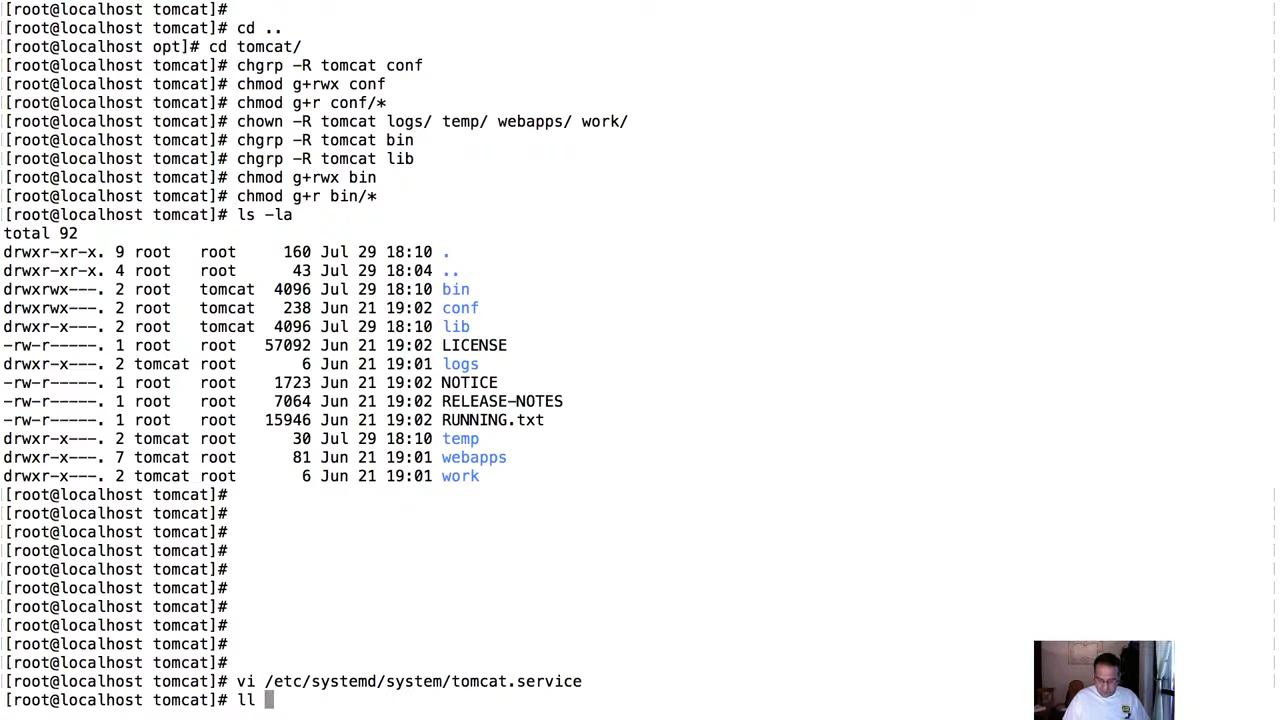 [root@localhost tomcat]#
[root@localhost tomcat]# cd ..
[root@localhost opt]# cd tomcat/
[root@localhost tomcat]# chgrp -R tomcat conf
[root@localhost tomcat]# chmod g+rwx conf
[root@localhost tomcat]# chmod g+r conf/*
[root@localhost tomcat]# chown -R tomcat logs/ temp/ webapps/ work/
[root@localhost tomcat]# chgrp -R tomcat bin
[root@localhost tomcat]# chgrp -R tomcat lib
[root@localhost tomcat]# chmod g+rwx bin
[root@localhost tomcat]# chmod g+r bin/*
[root@localhost tomcat]# ls -la
total 92
drwxr-xr-x. 9 root   root     160 Jul 29 18:10 .
drwxr-xr-x. 4 root   root      43 Jul 29 18:04 ..
drwxrwx---. 2 root   tomcat  4096 Jul 29 18:10 bin
drwxrwx---. 2 root   tomcat   238 Jun 21 19:02 conf
drwxr-x---. 2 root   tomcat  4096 Jul 29 18:10 lib
-rw-r-----. 1 root   root   57092 Jun 21 19:02 LICENSE
drwxr-x---. 2 tomcat root       6 Jun 21 19:01 logs
-rw-r-----. 1 root   root    1723 Jun 21 19:02 NOTICE
-rw-r-----. 1 root   root    7064 Jun 21 19:02 RELEASE-NOTES
-rw-r-----. 1 root   root   15946 Jun 21 19:02 RUNNING.txt
drwxr-x---. 2 tomcat root      30 Jul 29 18:10 temp
drwxr-x---. 7 tomcat root      81 Jun 21 19:01 webapps
drwxr-x---. 2 tomcat root       6 Jun 21 19:01 work
[root@localhost tomcat]#
[root@localhost tomcat]#
[root@localhost tomcat]#
[root@localhost tomcat]#
[root@localhost tomcat]#
[root@localhost tomcat]#
[root@localhost tomcat]#
[root@localhost tomcat]#
[root@localhost tomcat]#
[root@localhost tomcat]#
[root@localhost tomcat]# vi /etc/systemd/system/tomcat.service
[root@localhost tomcat]# ll